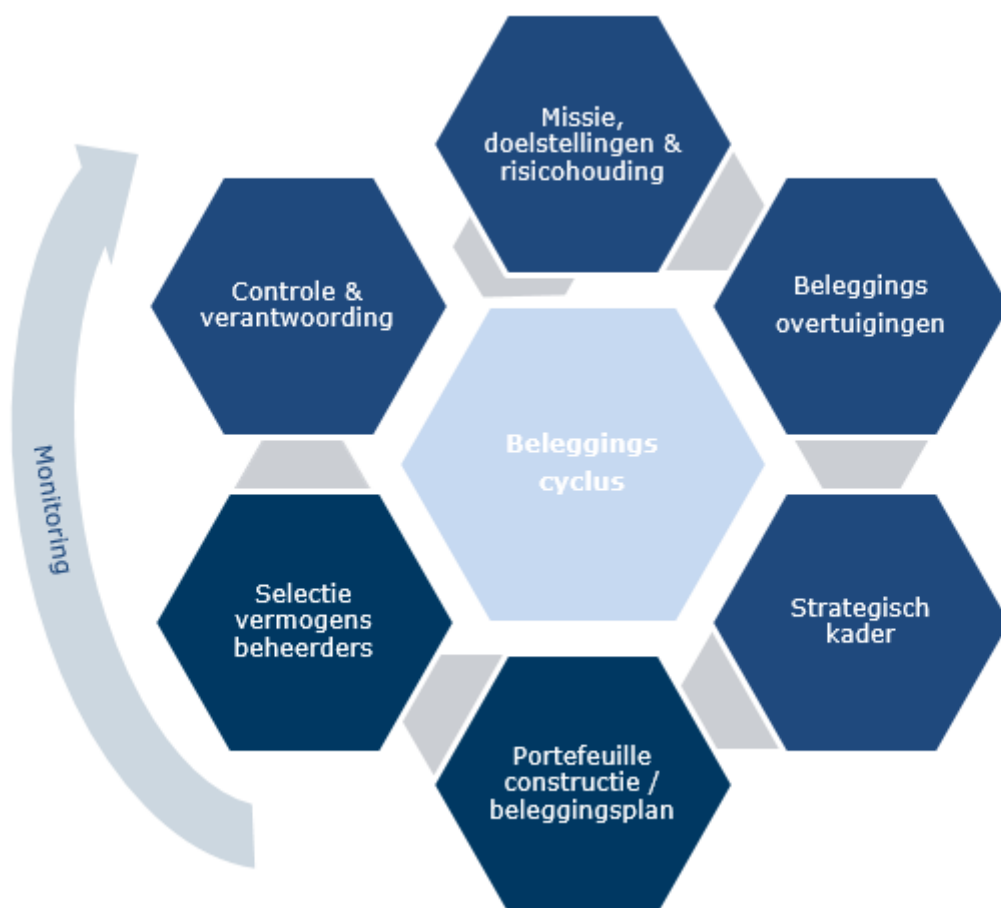 Missie,
doelstellingen &
risicohouding
Beleggings
overtuigingen
Strategisch
kader
Portefeuille
constructie /
beleggingsplan
Selectie
vermogens
beheerders
Controle &
verantwoording
Beleggings
cyclus
Monitoring